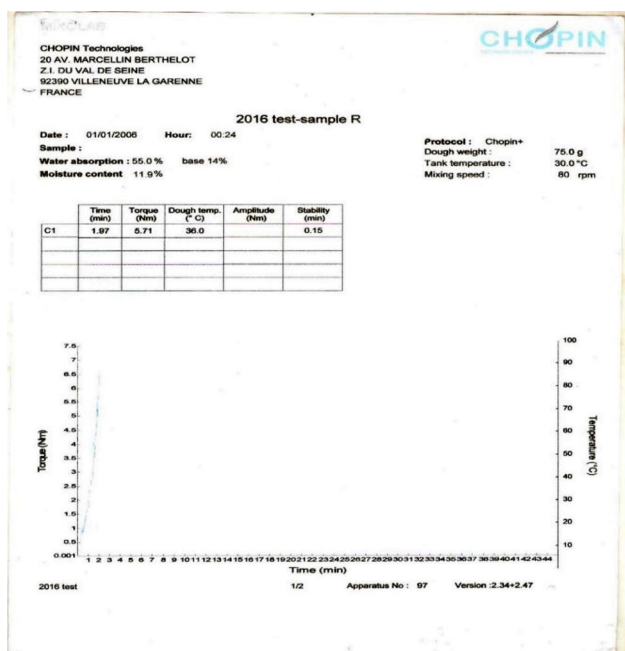 MIXOLAB
CHOPIN
CHOPIN Technologies
20 AV. MARCELLIN BERTHELOT
Z.I. DU VAL DE SEINE
92390 VILLENEUVE LA GARENNE
FRANCE
2016 test-sample R
Date : 01/01/2006 Hour: 00:24
Sample :
Water absorption : 55.0 % base 14%
Moisture content 11.9%
Protocol : Chopin+
Dough weight : 75.0 g
Tank temperature : 30.0 °C
Mixing speed : 80 rpm
Time (min) Torque (Nm) Dough temp. (° C) Amplitude (Nm) Stability (min)
C1 1.97 5.71 36.0 0.15
7.5
7
6.5
6
5.5
5
4.5
4
3.5
3
2.5
2
1.5
1
0.5
0.001
Torque (Nm)
100
90
80
70
60
50
40
30
20
10
Temperature (°C)
1 2 3 4 5 6 7 8 9 10 11 12 13 14 15 16 17 18 19 20 21 22 23 24 25 26 27 28 29 30 31 32 33 34 35 36 37 38 39 40 41 42 43 44
Time (min)
2016 test 1/2 Apparatus No : 97 Version :2.34+2.47